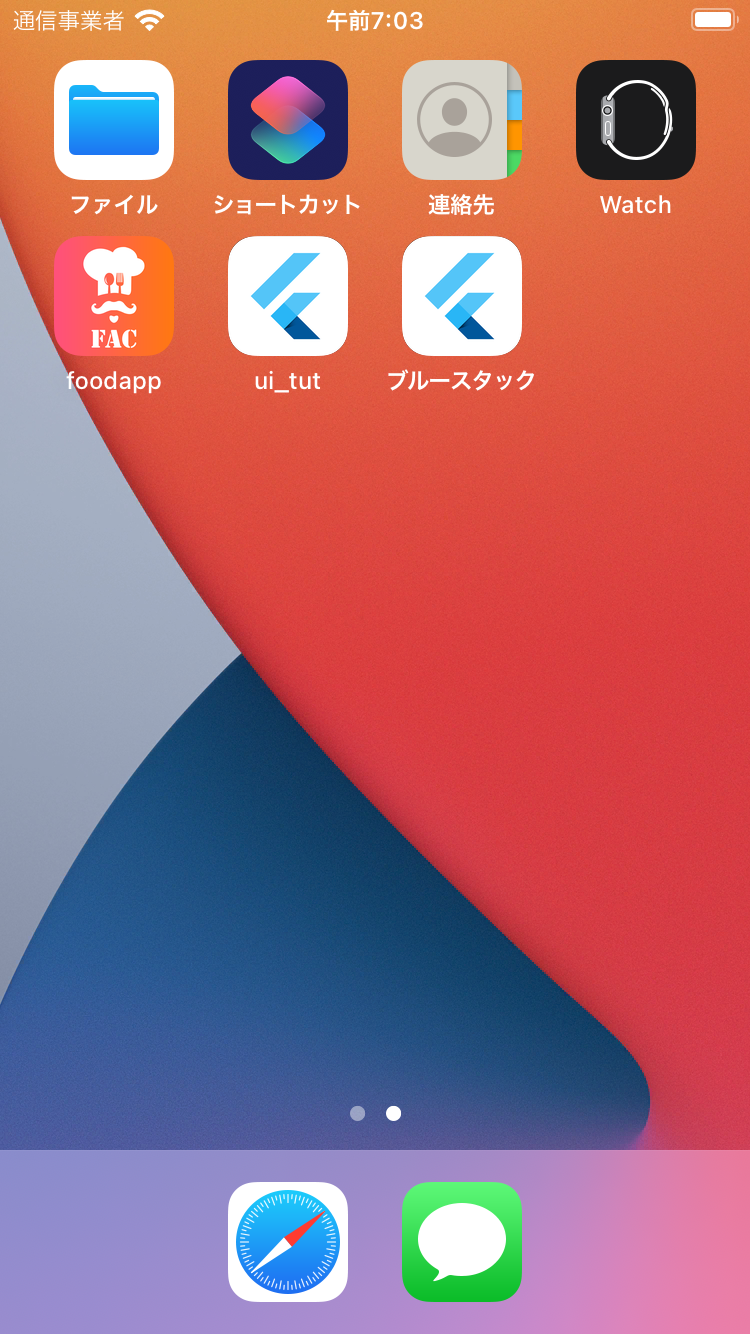 通信事業者 午前7:03
ファイル ショートカット 連絡先 Watch
FAC
foodapp ui_tut ブルースタック